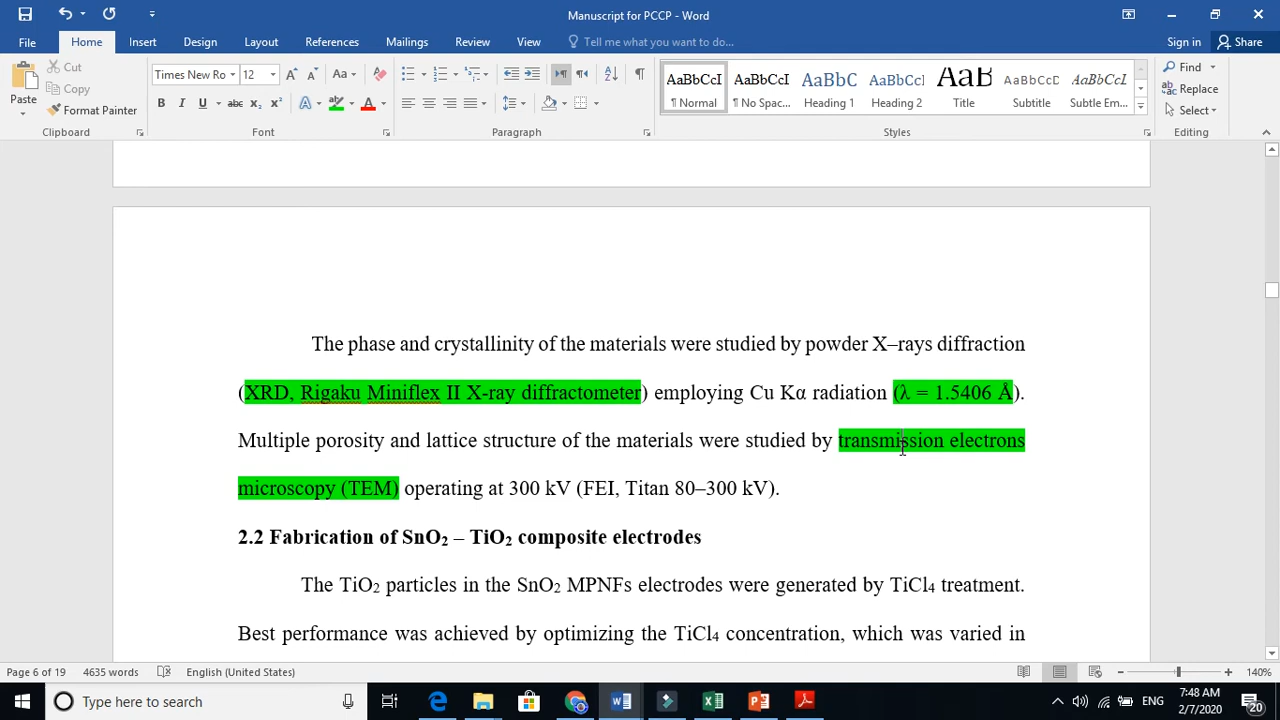 Manuscript for PCCP - Word
File Home Insert Design Layout References Mailings Review View Tell me what you want to do... Sign in Share
Cut
Copy
Paste
Format Painter
Clipboard
Times New Ro 12
Font
Paragraph
AaBbCcI AaBbCcI AaBbC AaBbCcI AaB AaBbCcD AaBbCcI
¶ Normal ¶ No Spac... Heading 1 Heading 2 Title Subtitle Subtle Em...
Styles
Find
Replace
Select
Editing
The phase and crystallinity of the materials were studied by powder X–rays diffraction
(XRD, Rigaku Miniflex II X-ray diffractometer) employing Cu Kα radiation (λ = 1.5406 Å).
Multiple porosity and lattice structure of the materials were studied by transmission electrons
microscopy (TEM) operating at 300 kV (FEI, Titan 80–300 kV).
2.2 Fabrication of SnO₂ – TiO₂ composite electrodes
The TiO₂ particles in the SnO₂ MPNFs electrodes were generated by TiCl₄ treatment.
Best performance was achieved by optimizing the TiCl₄ concentration, which was varied in
Page 6 of 19 4635 words English (United States) 140%
Type here to search
ENG
7:48 AM
2/7/2020
20